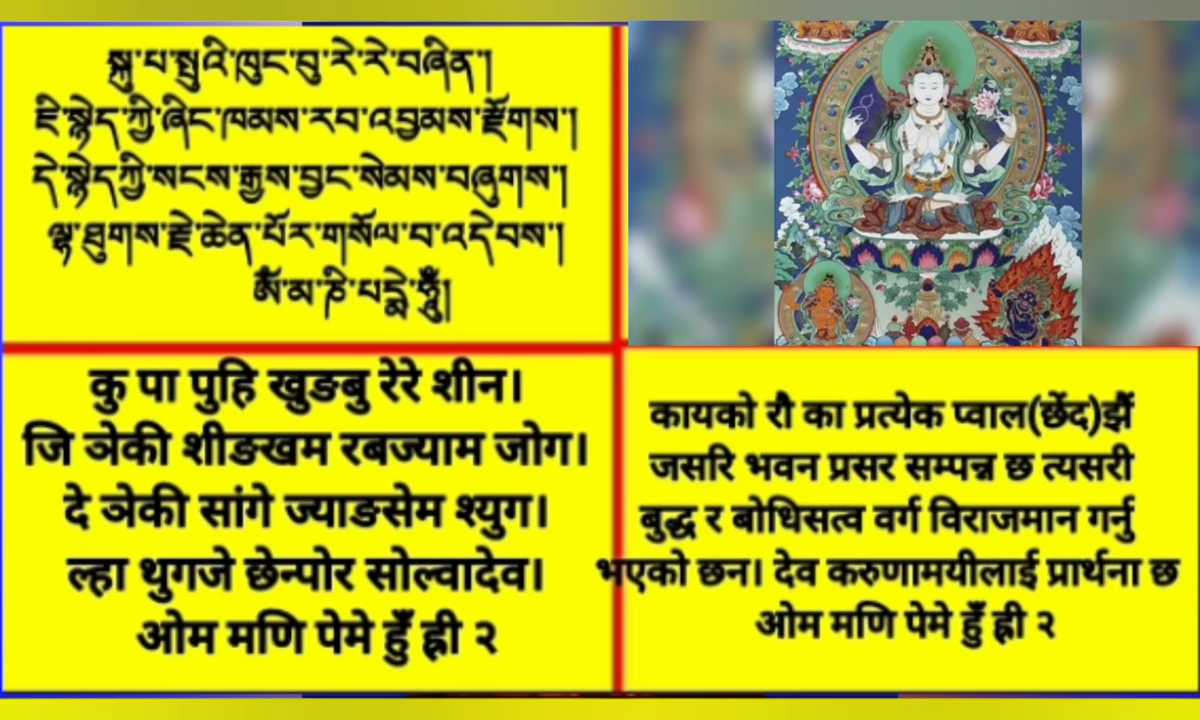 སྐུ་པ་སྤུའི་ཁུང་བུ་རེ་རེ་བཞིན་།
ཇི་སྙེད་ཀྱི་ཞིང་ཁམས་རབ་འབྱམས་རྫོགས་།
དེ་སྙེད་ཀྱི་སངས་རྒྱས་བྱང་སེམས་བཞུགས་།
ལྷ་ཐུགས་རྗེ་ཆེན་པོར་གསོལ་བ་འདེབས་།
ༀ་མ་ཎི་པདྨེ་ཧཱུྃ།
कु पा पुहि खुङबु रेरे शीन।
जि ञेकी शीङखम रबज्याम जोग।
दे ञेकी सांगे ज्याङसेम श्युग।
ल्हा थुगजे छेन्पोर सोल्वादेव।
ओम मणि पेमे हुँ ह्री २
कायको रौ का प्रत्येक प्वाल(छेंद)झैं
जसरि भवन प्रसर सम्पन्न छ त्यसरी
बुद्ध र बोधिसत्व वर्ग विराजमान गर्नु
भएको छन। देव करुणामयीलाई प्रार्थना छ
ओम मणि पेमे हुँ ह्री २